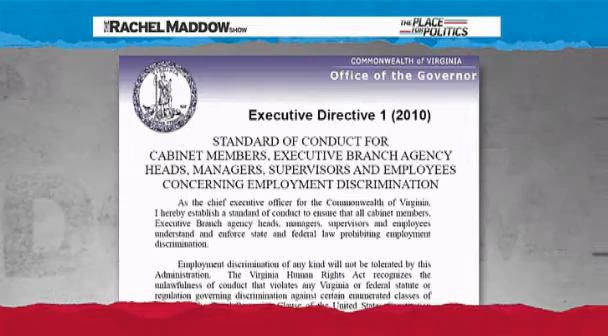 THE RACHEL MADDOW SHOW
THE PLACE FOR POLITICS
COMMONWEALTH of VIRGINIA
Office of the Governor
Executive Directive 1 (2010)
STANDARD OF CONDUCT FOR
CABINET MEMBERS, EXECUTIVE BRANCH AGENCY
HEADS, MANAGERS, SUPERVISORS AND EMPLOYEES
CONCERNING EMPLOYMENT DISCRIMINATION
As the chief executive officer for the Commonwealth of Virginia,
I hereby establish a standard of conduct to ensure that all cabinet members,
Executive Branch agency heads, managers, supervisors and employees
understand and enforce state and federal law prohibiting employment
discrimination.
Employment discrimination of any kind will not be tolerated by this
Administration. The Virginia Human Rights Act recognizes the
unlawfulness of conduct that violates any Virginia or federal statute or
regulation governing discrimination against certain enumerated classes of
Clause of the United States